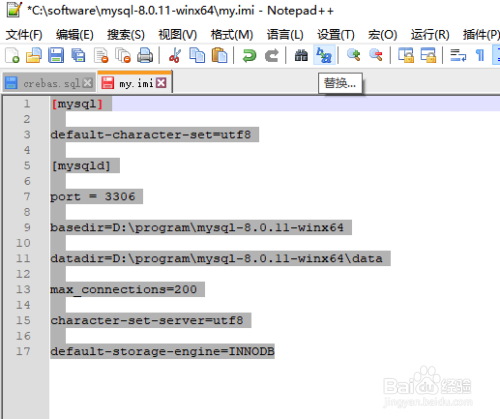 *C:\software\mysql-8.0.11-winx64\my.imi - Notepad++
文件(F) 编辑(E) 搜索(S) 视图(V) 格式(M) 语言(L) 设置(T) 宏(O) 运行(R) 插件(P)
替换...
crebas.sql my.imi
1 [mysql]
2
3 default-character-set=utf8
4
5 [mysqld]
6
7 port = 3306
8
9 basedir=D:\program\mysql-8.0.11-winx64
10
11 datadir=D:\program\mysql-8.0.11-winx64\data
12
13 max_connections=200
14
15 character-set-server=utf8
16
17 default-storage-engine=INNODB
Baidu 经验
jingyan.baidu.com